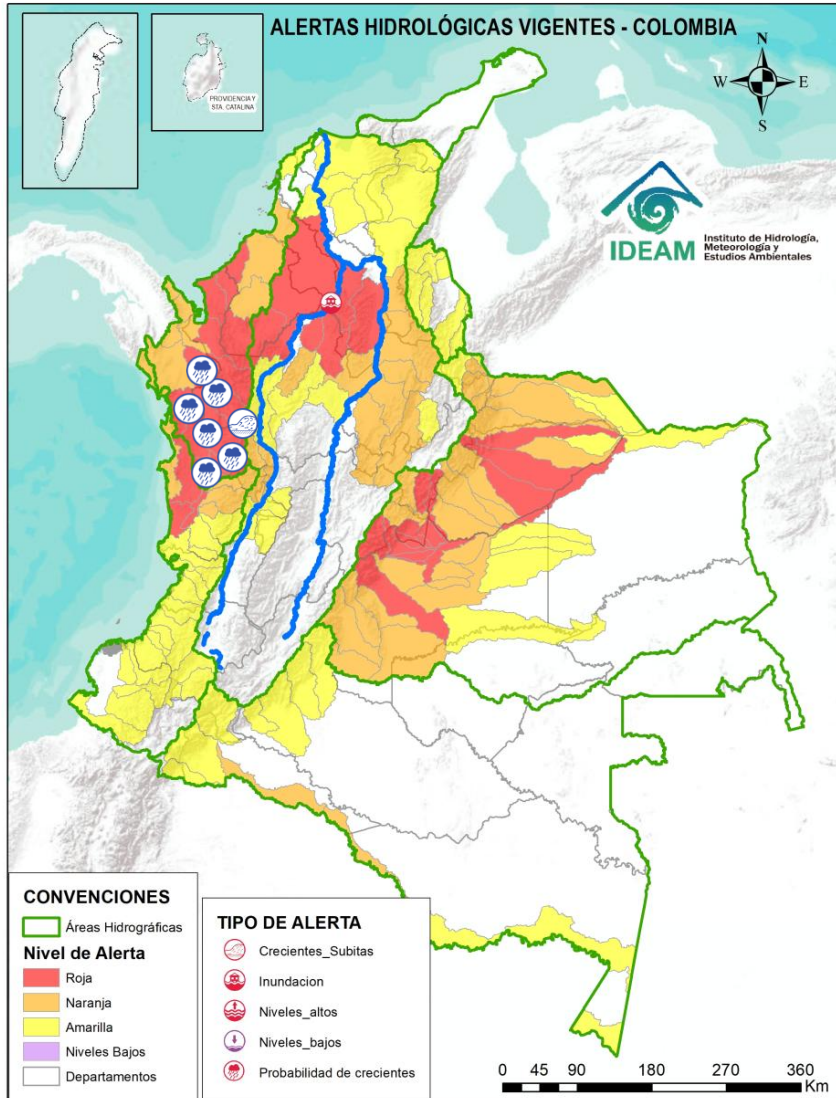 ALERTAS HIDROLÓGICAS VIGENTES - COLOMBIA
PROVIDENCIA Y
STA. CATALINA
N
W
E
S
IDEAM
Instituto de Hidrología,
Meteorología y
Estudios Ambientales
CONVENCIONES
Áreas Hidrográficas
Nivel de Alerta
Roja
Naranja
Amarilla
Niveles Bajos
Departamentos
TIPO DE ALERTA
Crecientes_Subitas
Inundacion
Niveles_altos
Niveles_bajos
Probabilidad de crecientes
0 45 90 180 270 360
Km